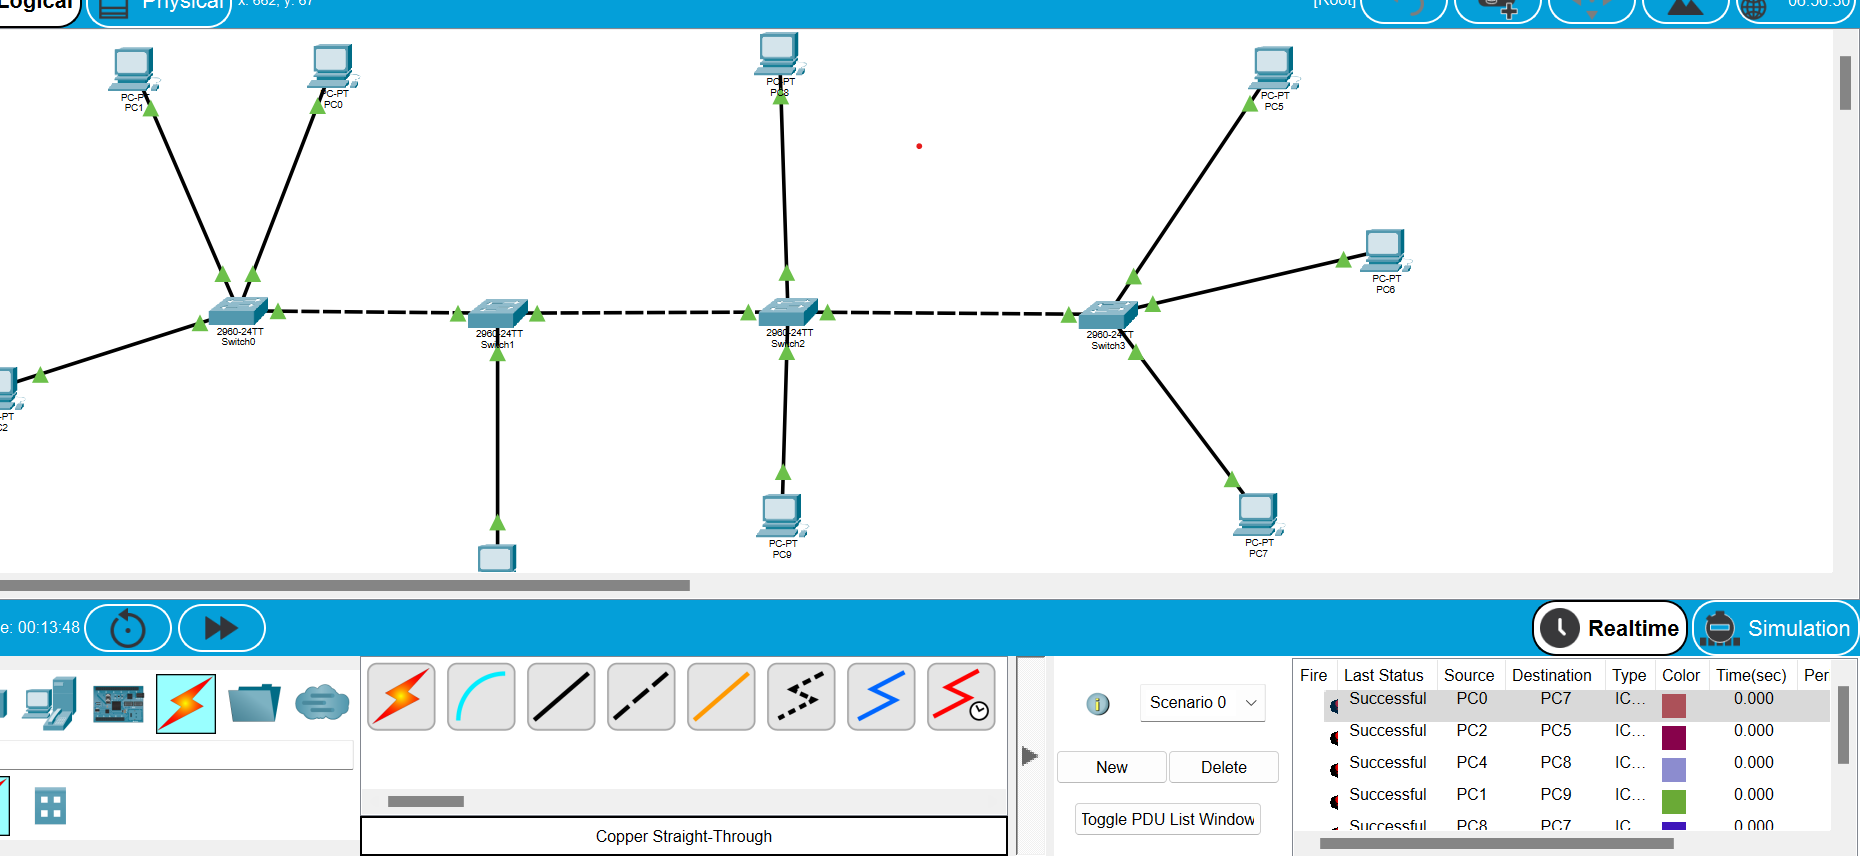 Logical
Physical
x: 662, y: 67
[Root]
06:56:30
PC-PT
PC1
PC-PT
PC0
PC-PT
PC8
PC-PT
PC5
PC-PT
PC6
2960-24TT
Switch0
2960-24TT
Switch1
2960-24TT
Switch2
2960-24TT
Switch3
-PT
C2
PC-PT
PC9
PC-PT
PC7
e: 00:13:48
Realtime
Simulation
Scenario 0
New
Delete
Toggle PDU List Window
Copper Straight-Through
Fire Last Status Source Destination Type Color Time(sec) Per
Successful PC0 PC7 IC... 0.000
Successful PC2 PC5 IC... 0.000
Successful PC4 PC8 IC... 0.000
Successful PC1 PC9 IC... 0.000
Successful PC8 PC7 IC... 0.000